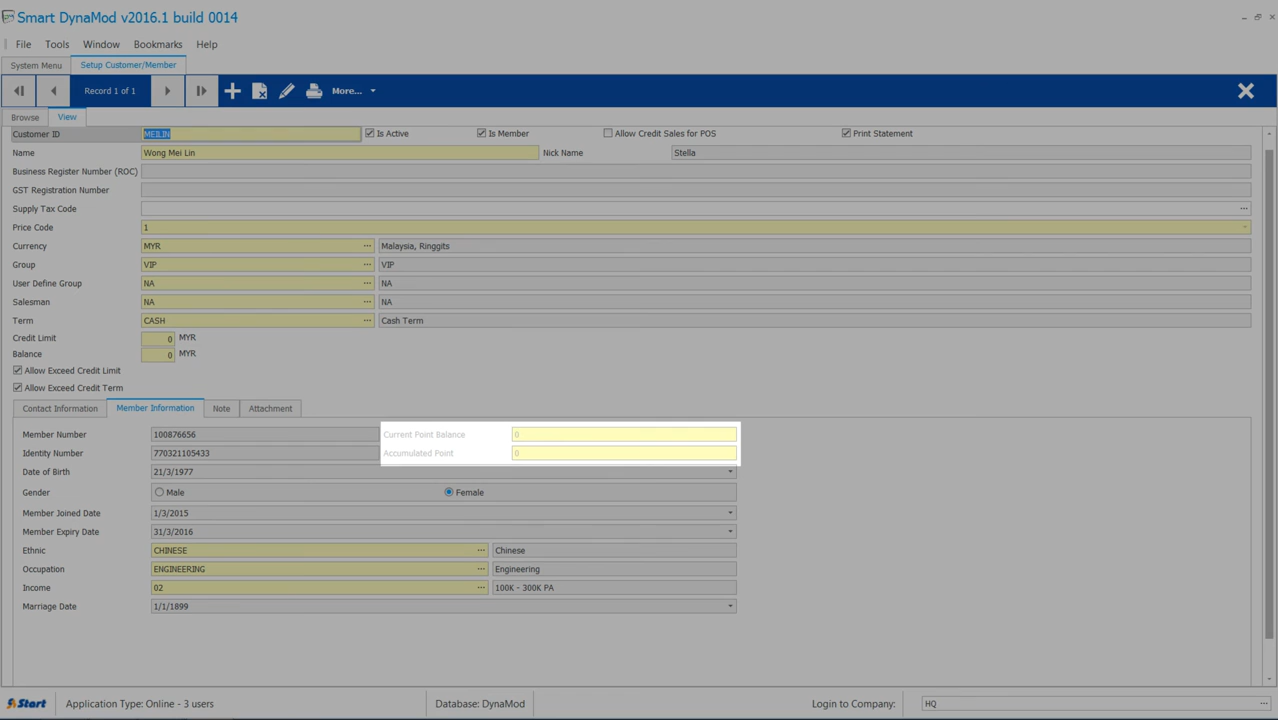 Smart DynaMod v2016.1 build 0014
File Tools Window Bookmarks Help
System Menu Setup Customer/Member
Record 1 of 1 More...
Browse View
Customer ID MEILIN Is Active Is Member Allow Credit Sales for POS Print Statement
Name Wong Mei Lin Nick Name Stella
Business Register Number (ROC)
GST Registration Number
Supply Tax Code
Price Code 1
Currency MYR Malaysia, Ringgits
Group VIP VIP
User Define Group NA NA
Salesman NA NA
Term CASH Cash Term
Credit Limit 0 MYR
Balance 0 MYR
Allow Exceed Credit Limit
Allow Exceed Credit Term
Contact Information Member Information Note Attachment
Member Number 100876656 Current Point Balance 0
Identity Number 770321105433 Accumulated Point 0
Date of Birth 21/3/1977
Gender Male Female
Member Joined Date 1/3/2015
Member Expiry Date 31/3/2016
Ethnic CHINESE Chinese
Occupation ENGINEERING Engineering
Income 02 100K - 300K PA
Marriage Date 1/1/1899
Start Application Type: Online - 3 users Database: DynaMod Login to Company: HQ